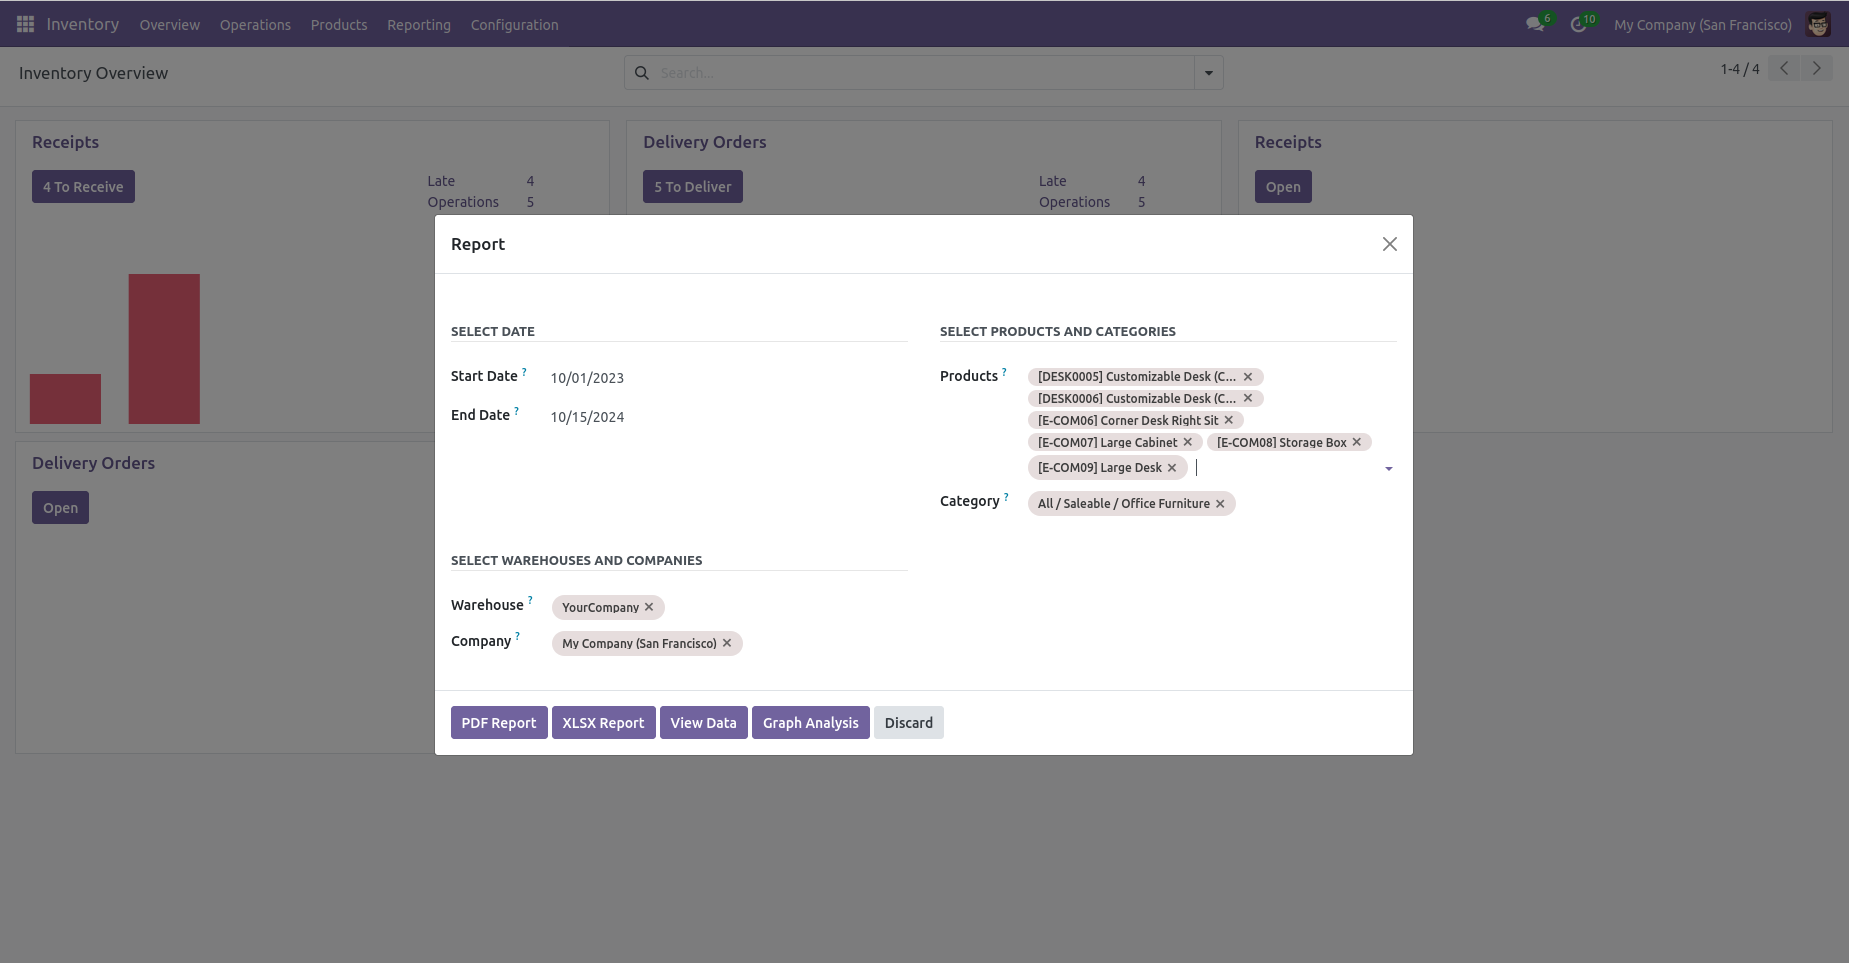 Inventory Overview Operations Products Reporting Configuration 6 10 My Company (San Francisco)
Inventory Overview Search... 1-4 / 4
Receipts Delivery Orders Receipts
4 To Receive Late 4 5 To Deliver Late 4 Open
Operations 5 Operations 5
Report
SELECT DATE
Start Date ? 10/01/2023
End Date ? 10/15/2024
SELECT PRODUCTS AND CATEGORIES
Products ? [DESK0005] Customizable Desk (C...
[DESK0006] Customizable Desk (C...
[E-COM06] Corner Desk Right Sit
[E-COM07] Large Cabinet [E-COM08] Storage Box
[E-COM09] Large Desk
Category ? All / Saleable / Office Furniture
SELECT WAREHOUSES AND COMPANIES
Warehouse ? YourCompany
Company ? My Company (San Francisco)
PDF Report XLSX Report View Data Graph Analysis Discard
Delivery Orders
Open